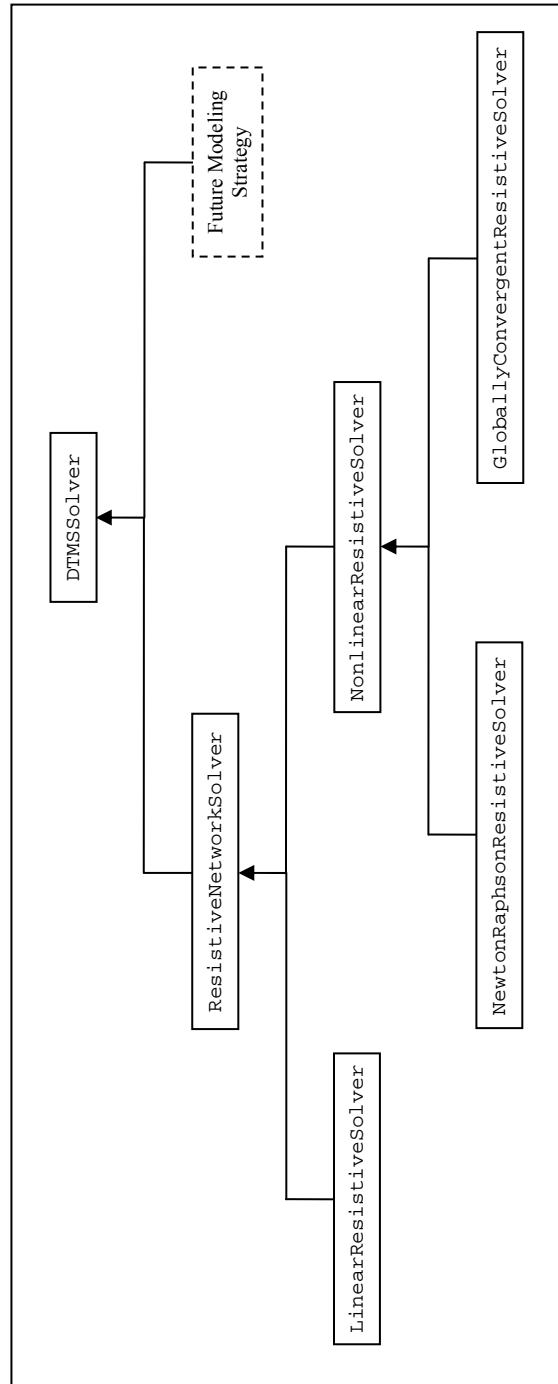 DTMSSolver
ResistiveNetworkSolver
Future Modeling
Strategy
LinearResistiveSolver
NonlinearResistiveSolver
NewtonRaphsonResistiveSolver
GloballyConvergentResistiveSolver